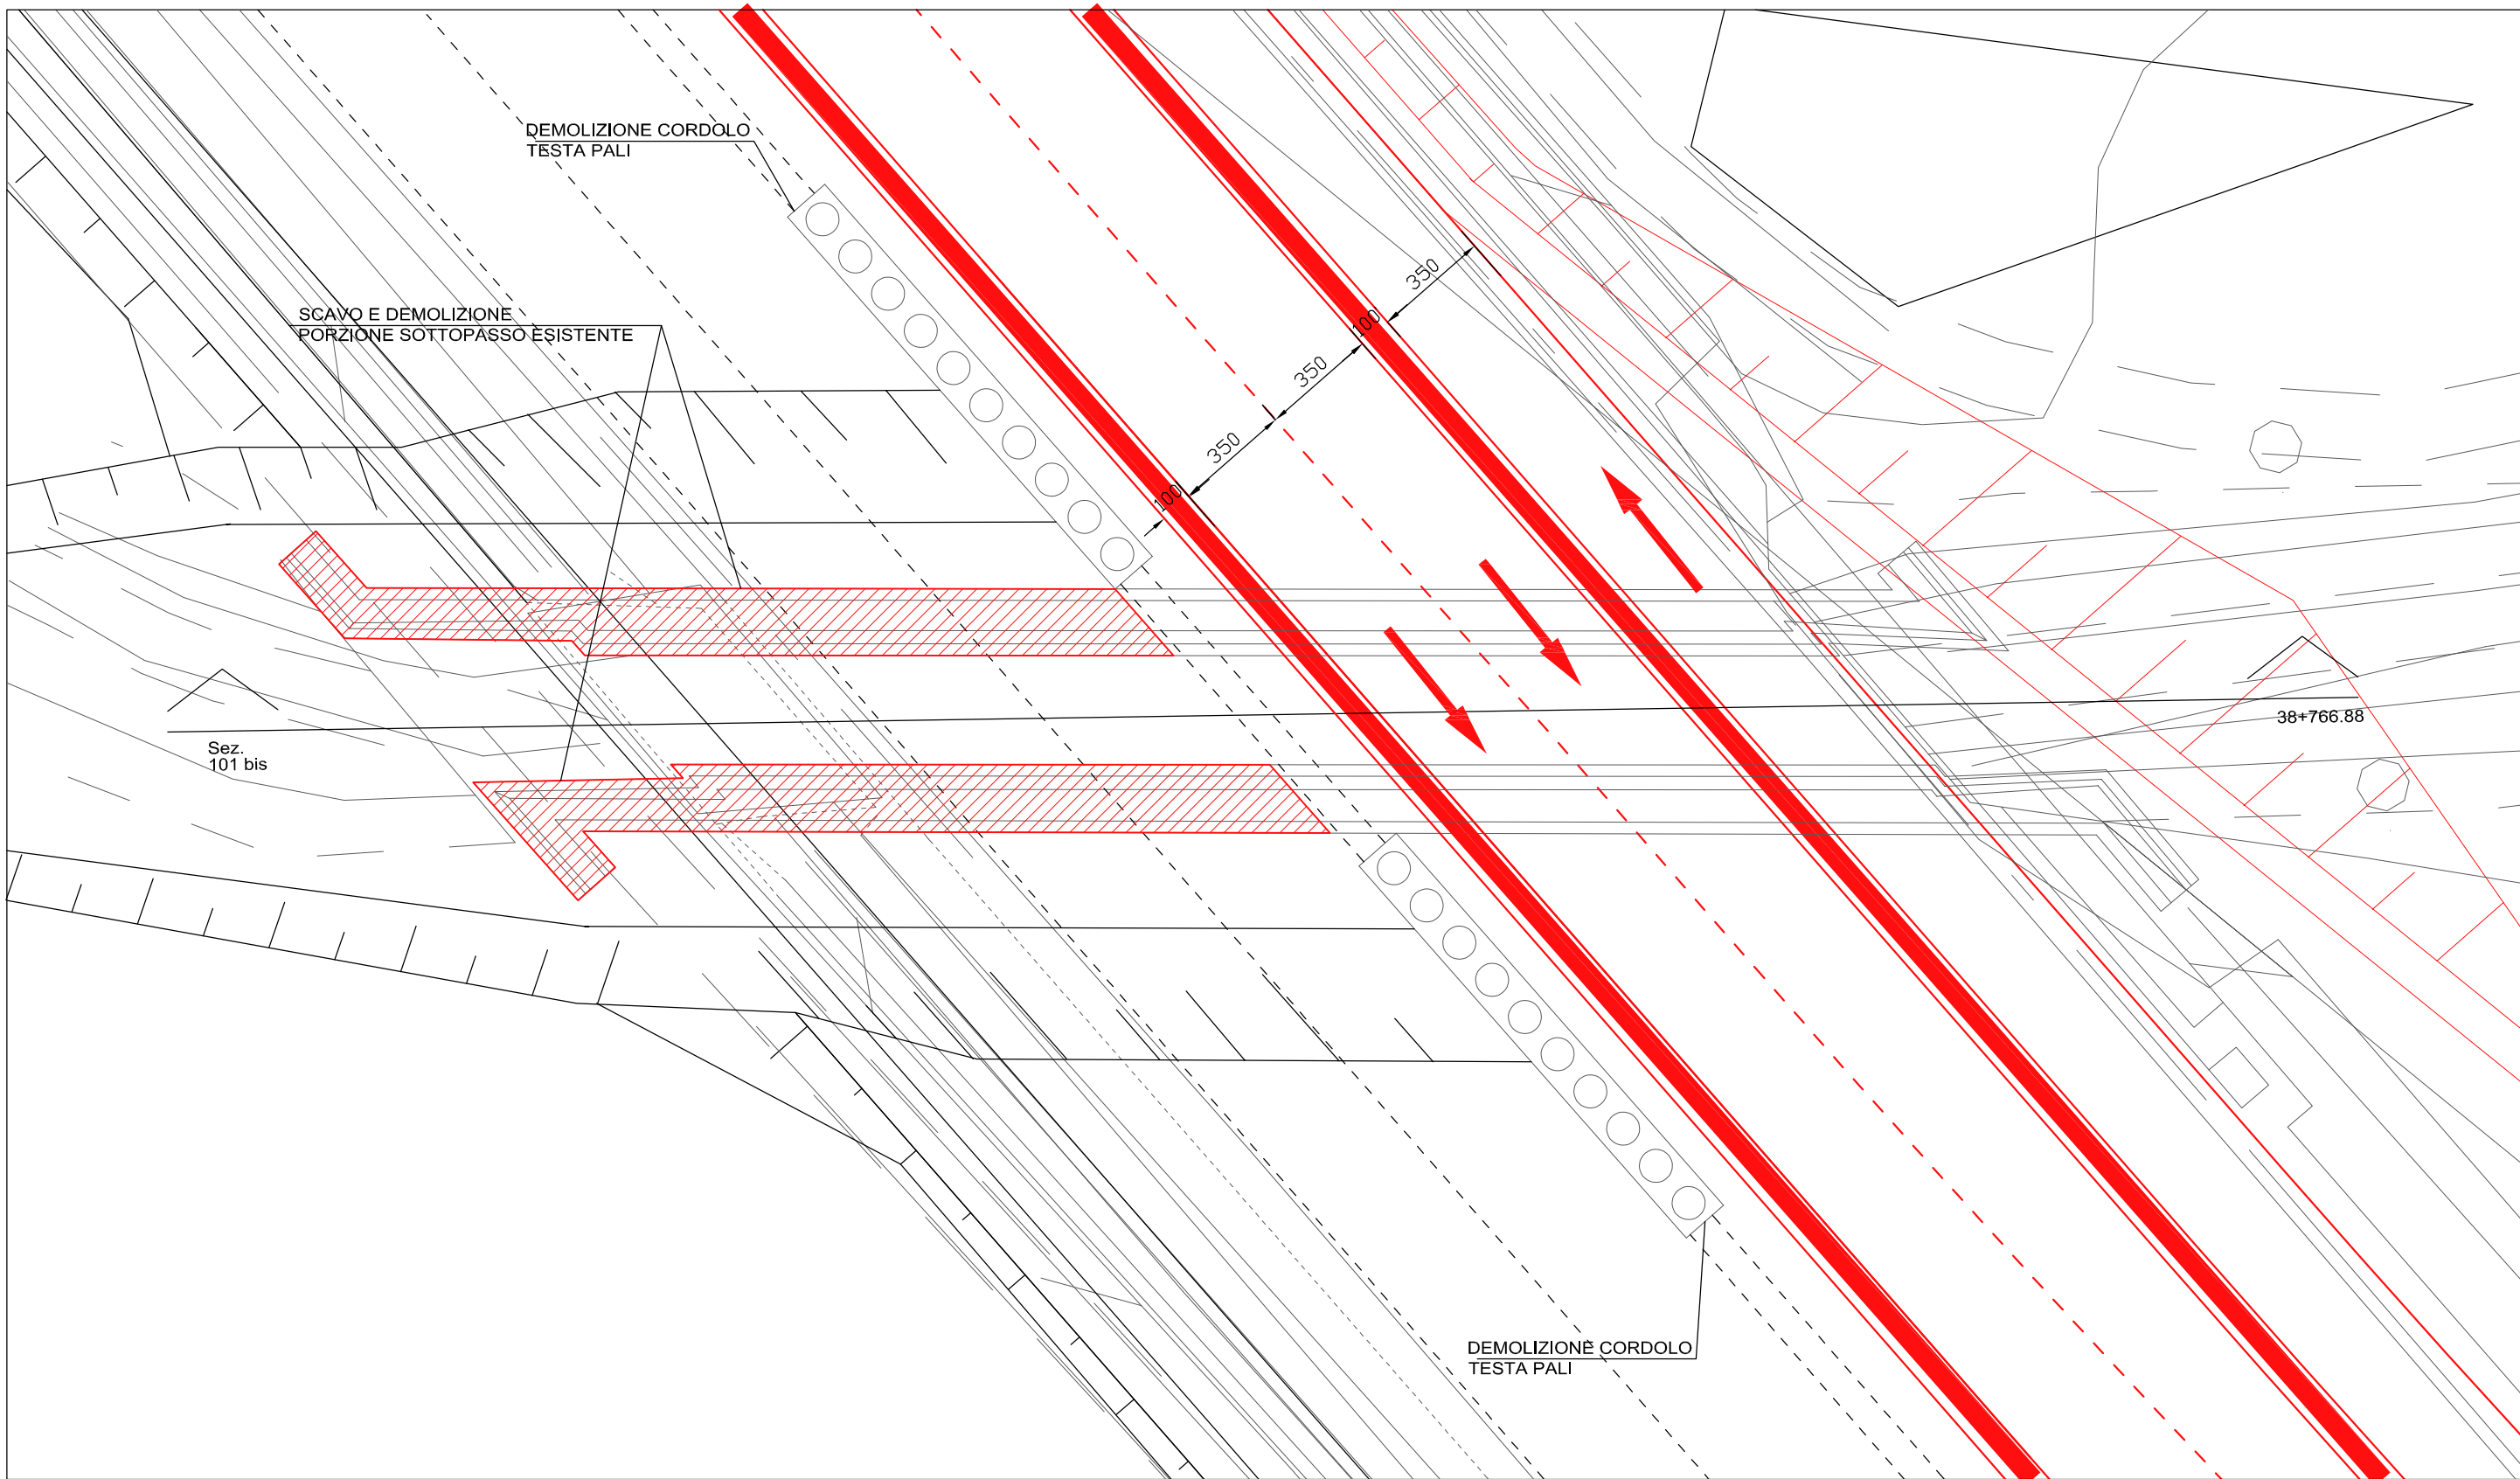 DEMOLIZIONE CORDOLO
TESTA PALI
SCAVO E DEMOLIZIONE
PORZIONE SOTTOPASSO ESISTENTE
350
100
350
350
100
38+766.88
Sez.
101 bis
DEMOLIZIONE CORDOLO
TESTA PALI